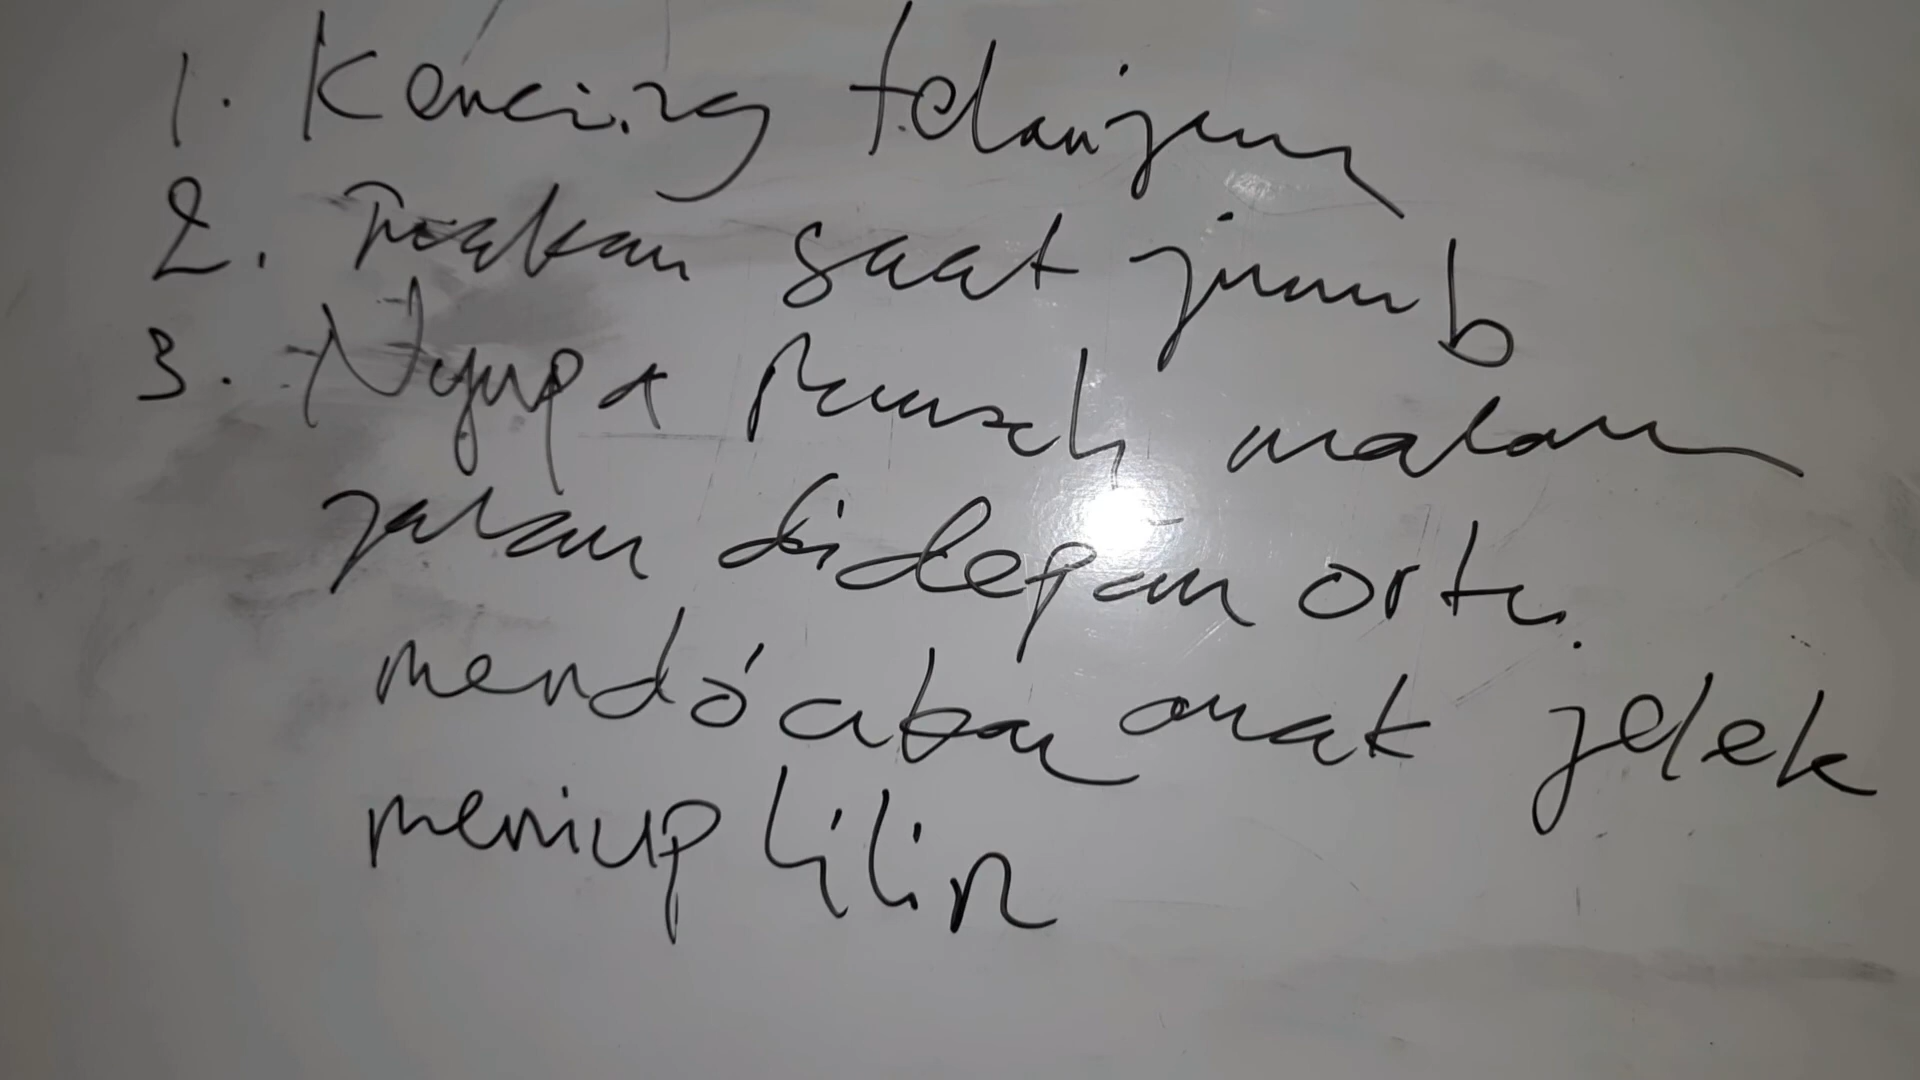 1. Kencing telanjang
2. Makan saat junub
3. Nyapu Rumah malam
jalan didepan ortu.
mendo'akan anak jelek
meniup lilin